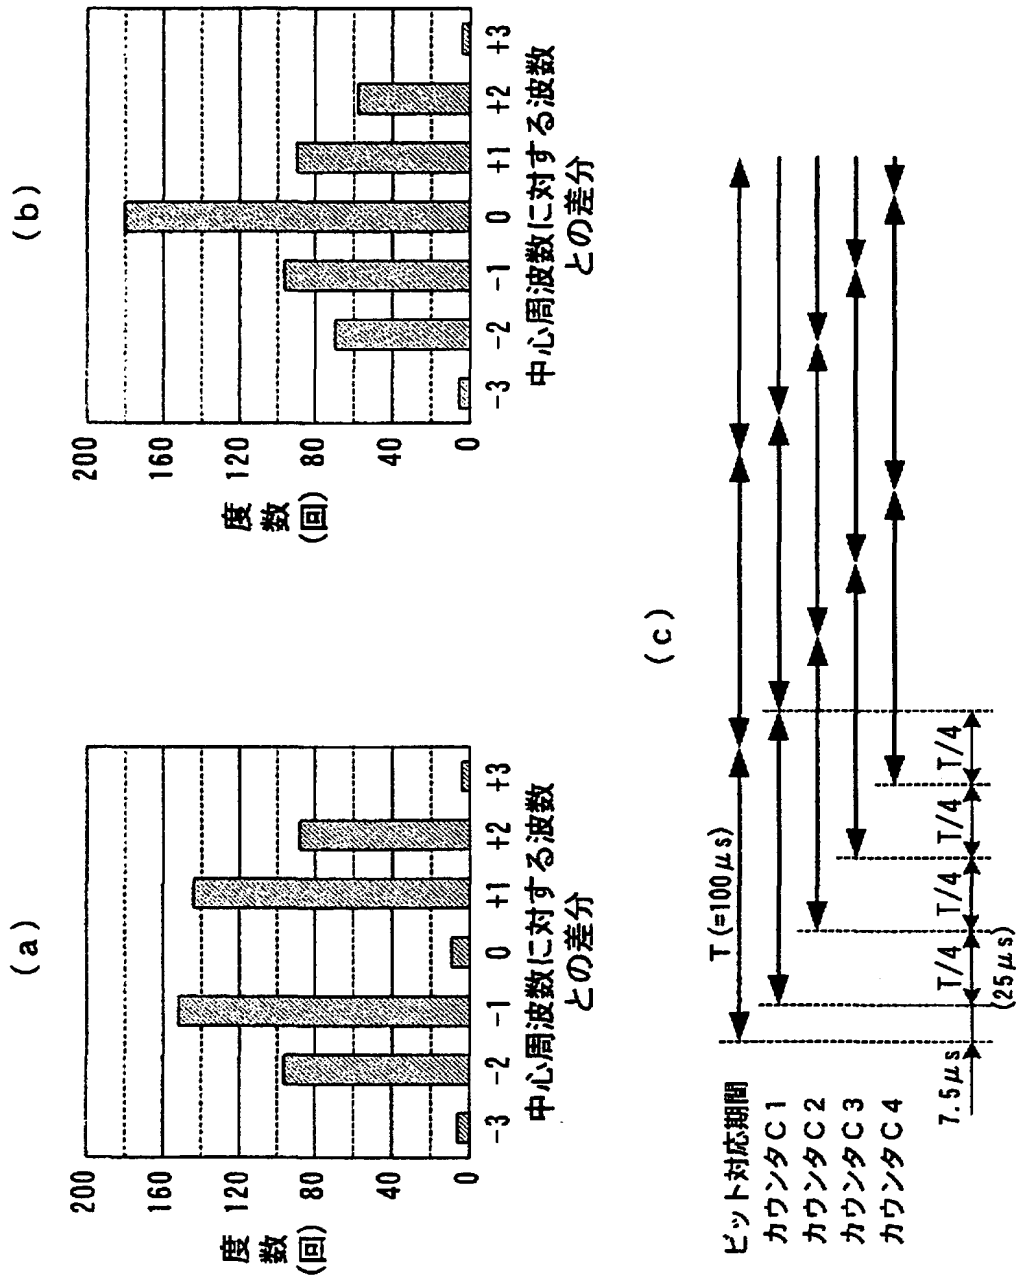 (a)
度
数
(回)
200
160
120
80
40
0
-3 -2 -1 0 +1 +2 +3
中心周波数に対する波数
との差分
(b)
度
数
(回)
200
160
120
80
40
0
-3 -2 -1 0 +1 +2 +3
中心周波数に対する波数
との差分
(c)
T(=100μs)
ビット対応期間
カウンタC1
カウンタC2
カウンタC3
カウンタC4
T/4 T/4 T/4 T/4
7.5μs
(25μs)